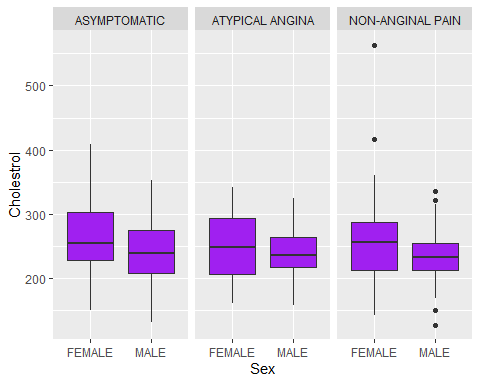 ASYMPTOMATIC
ATYPICAL ANGINA
NON-ANGINAL PAIN
Cholestrol
500
400
300
200
FEMALE MALE FEMALE MALE FEMALE MALE
Sex